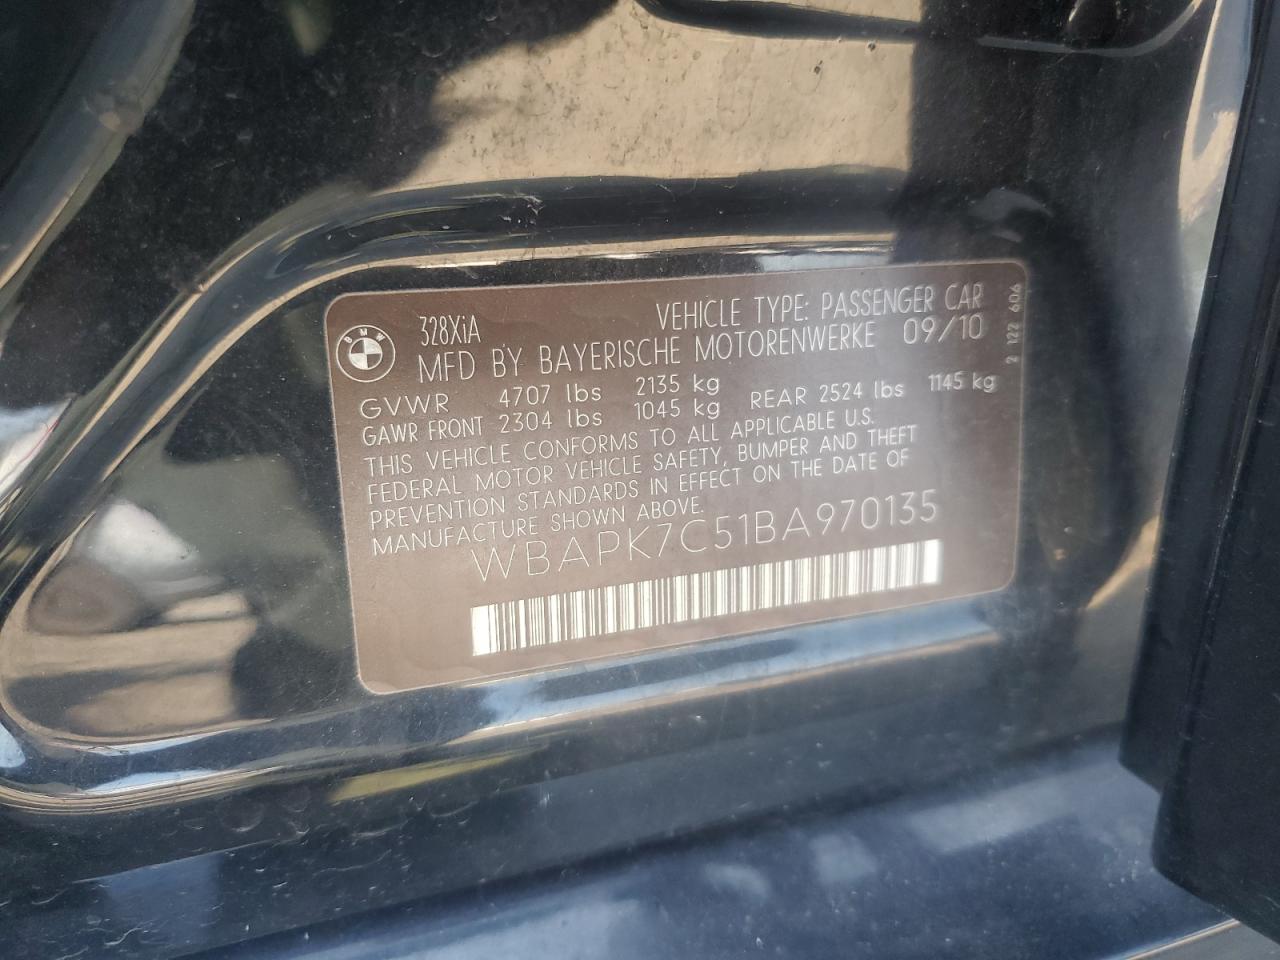 BMW
328XiA
VEHICLE TYPE: PASSENGER CAR
MFD BY BAYERISCHE MOTORENWERKE 09/10
GVWR 4707 lbs 2135 kg
GAWR FRONT 2304 lbs 1045 kg REAR 2524 lbs 1145 kg
THIS VEHICLE CONFORMS TO ALL APPLICABLE U.S.
FEDERAL MOTOR VEHICLE SAFETY, BUMPER AND THEFT
PREVENTION STANDARDS IN EFFECT ON THE DATE OF
MANUFACTURE SHOWN ABOVE.
WBAPK7C51BA970135
2 122 606